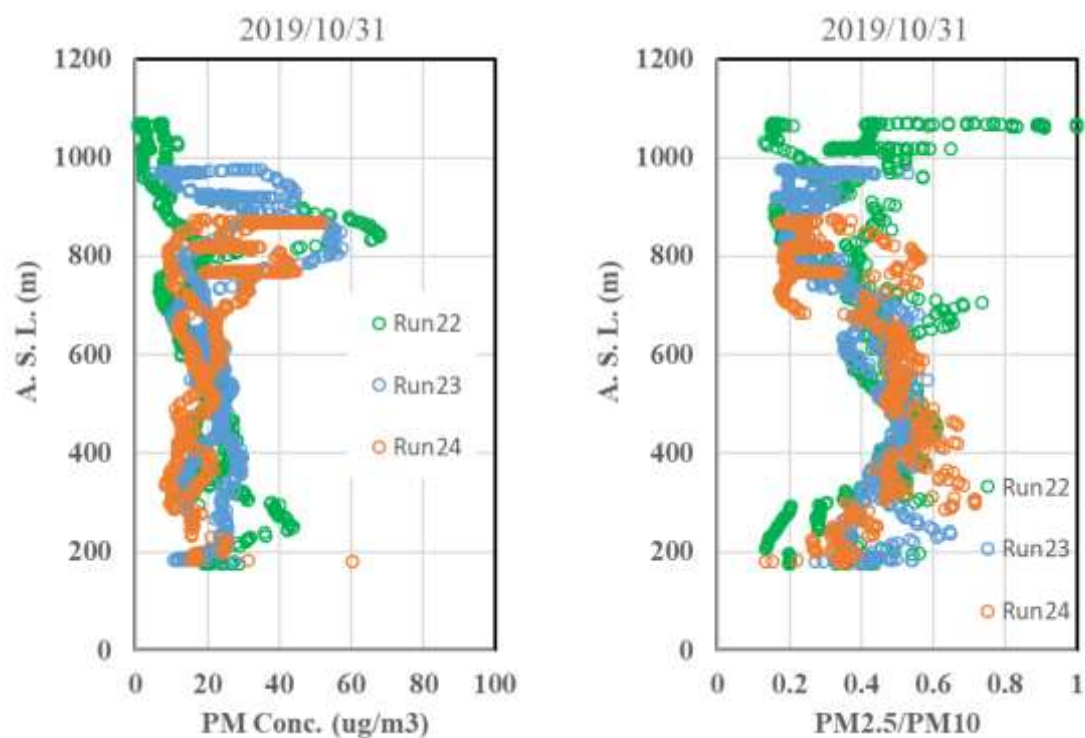 2019/10/31
1200
1000
800
600
400
200
0
A. S. L. (m)
0 20 40 60 80 100
PM Conc. (ug/m3)
Run22
Run23
Run24
2019/10/31
1200
1000
800
600
400
200
0
A. S. L. (m)
0 0.2 0.4 0.6 0.8 1
PM2.5/PM10
Run22
Run23
Run24